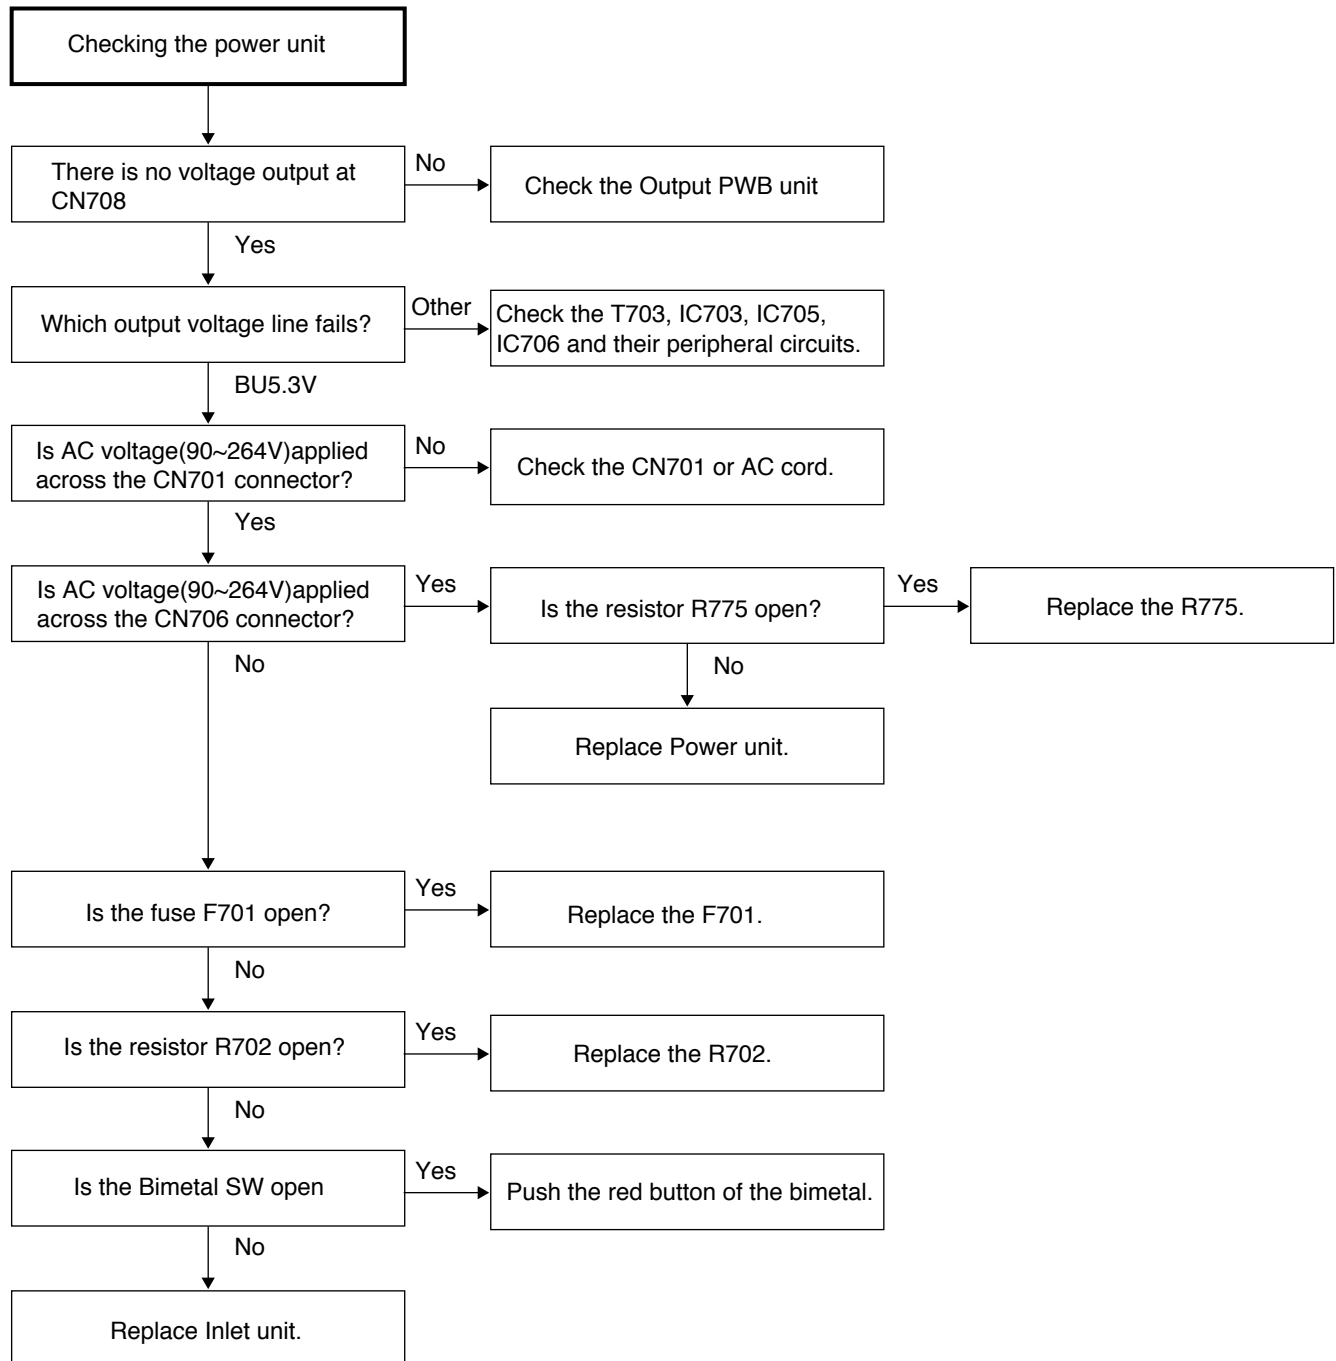 Checking the power unit
There is no voltage output at
CN708
No
Check the Output PWB unit
Yes
Which output voltage line fails?
Other
Check the T703, IC703, IC705,
IC706 and their peripheral circuits.
BU5.3V
Is AC voltage(90~264V)applied
across the CN701 connector?
No
Check the CN701 or AC cord.
Yes
Is AC voltage(90~264V)applied
across the CN706 connector?
Yes
Is the resistor R775 open?
Yes
Replace the R775.
No
No
Replace Power unit.
Is the fuse F701 open?
Yes
Replace the F701.
No
Is the resistor R702 open?
Yes
Replace the R702.
No
Is the Bimetal SW open
Yes
Push the red button of the bimetal.
No
Replace Inlet unit.